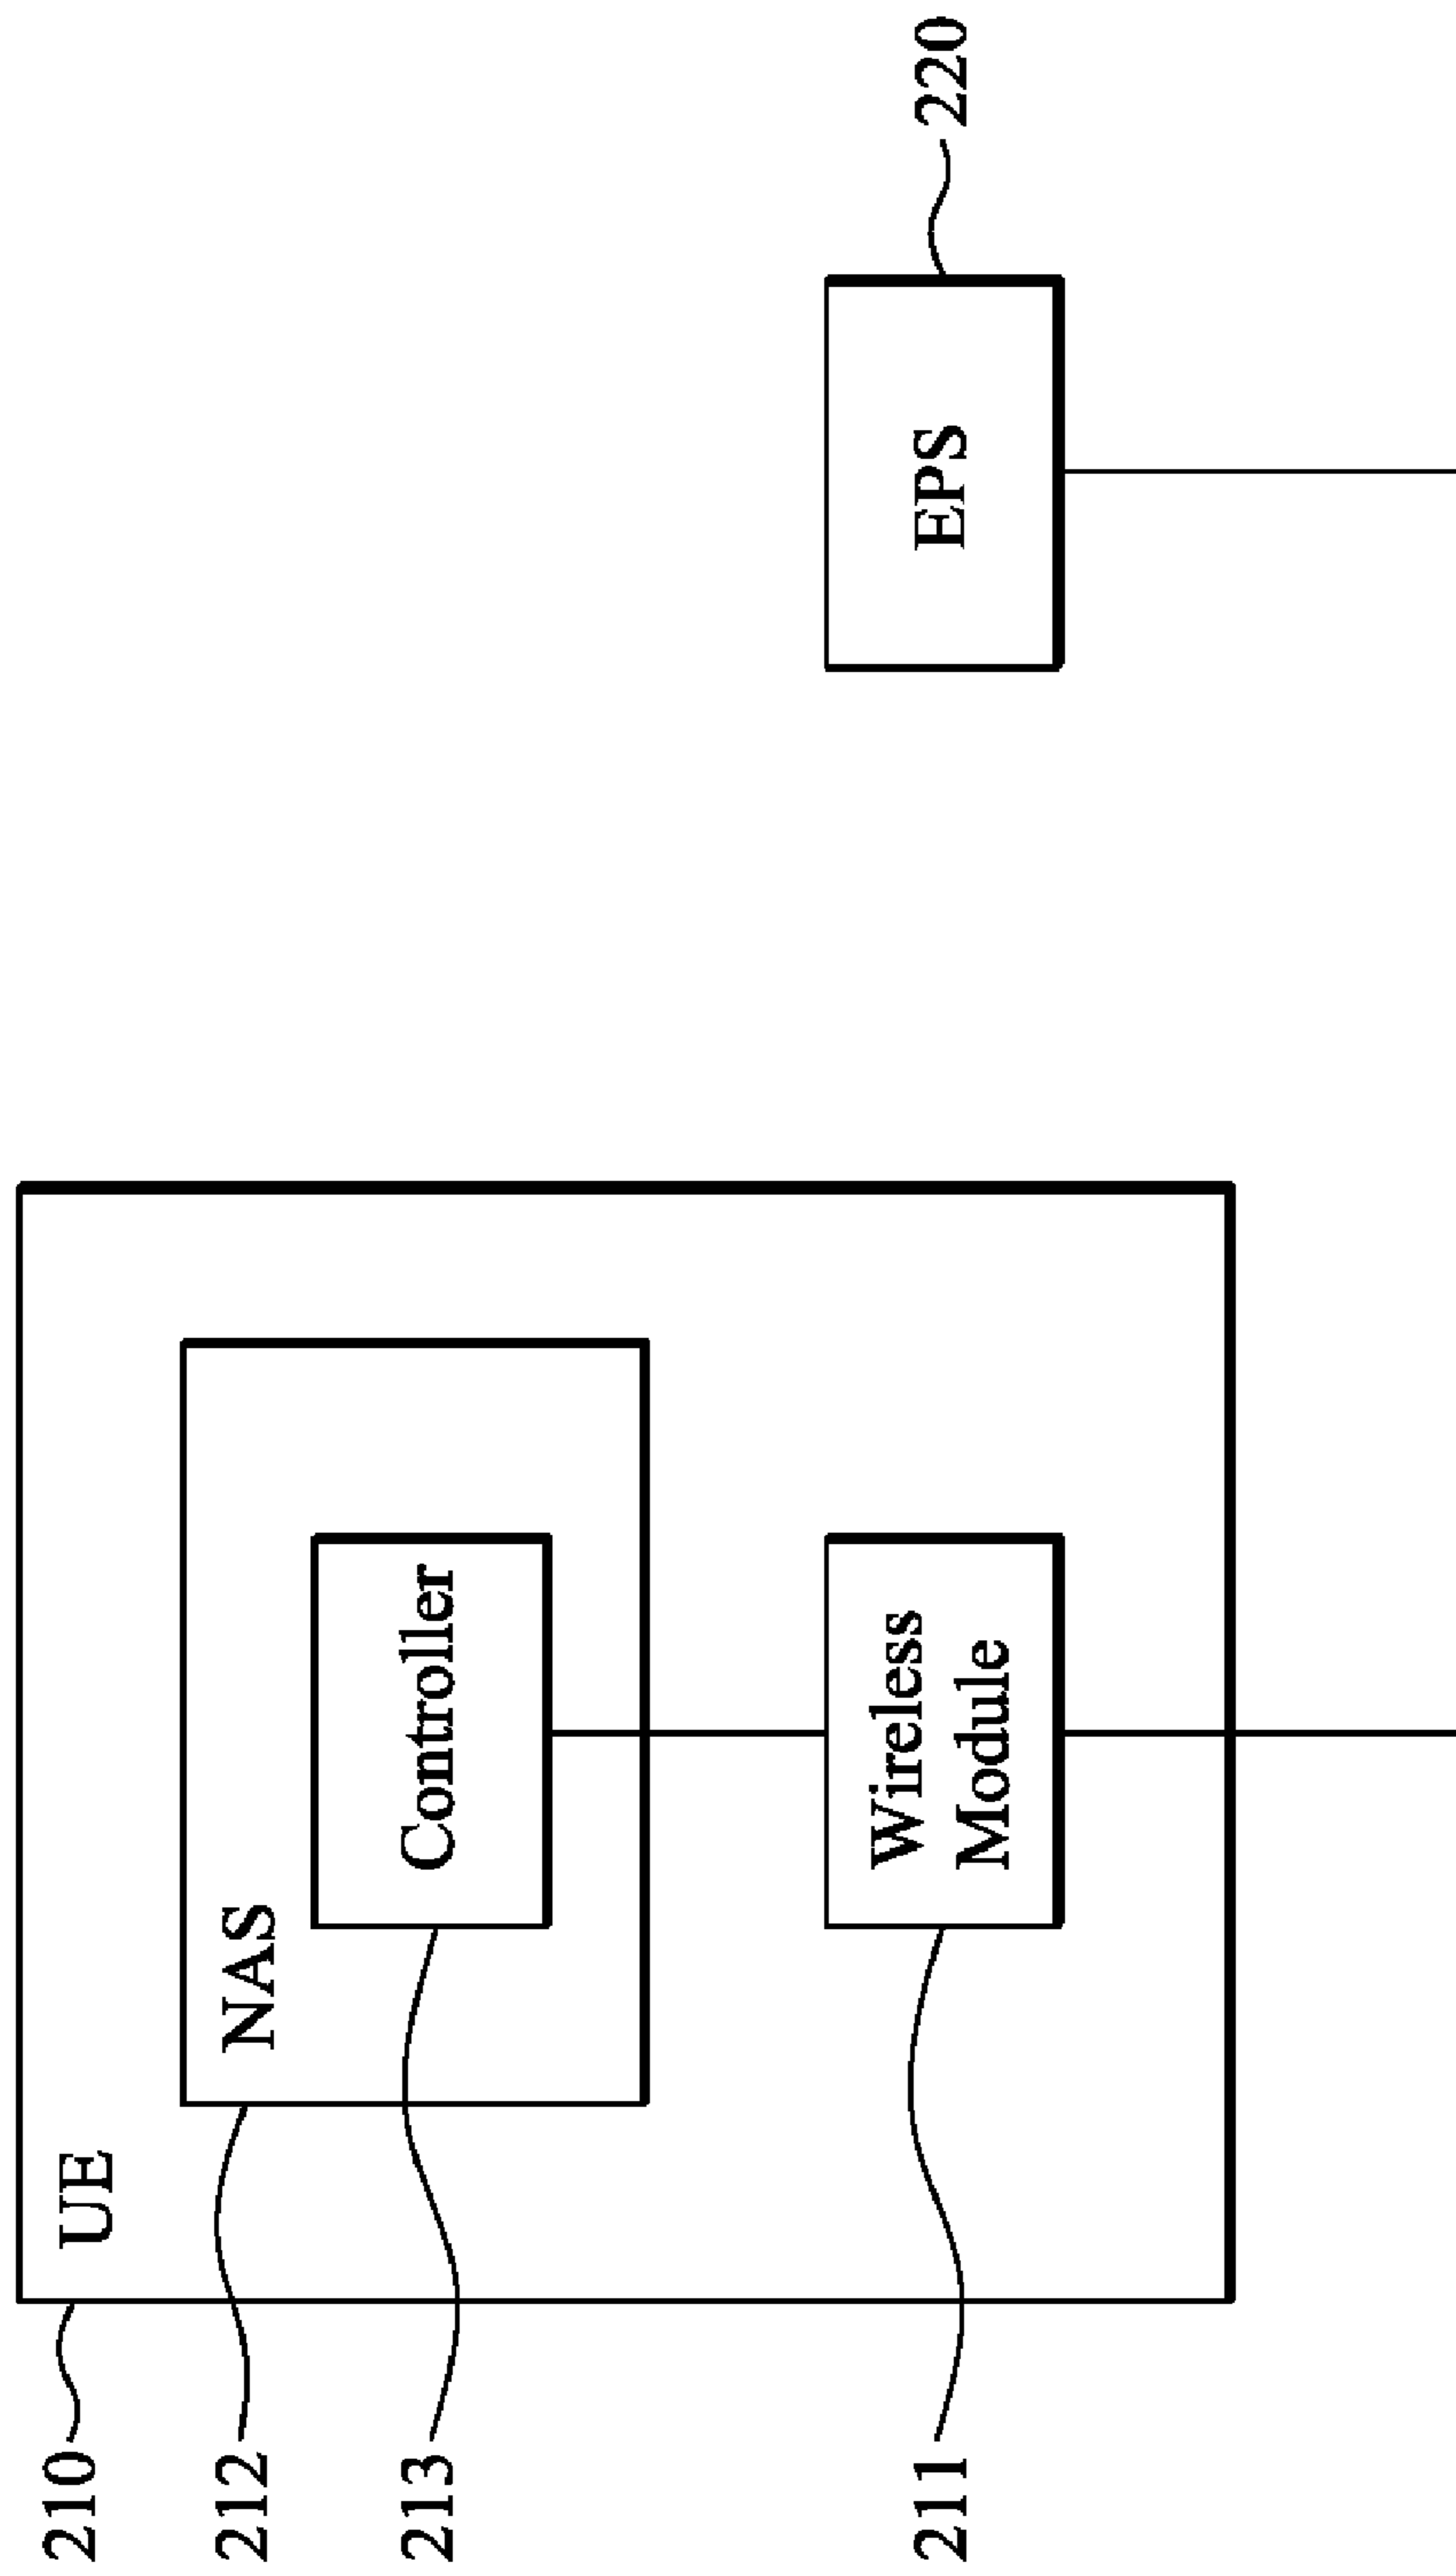 210
UE
212
NAS
213
Controller
211
Wireless
Module
EPS
220